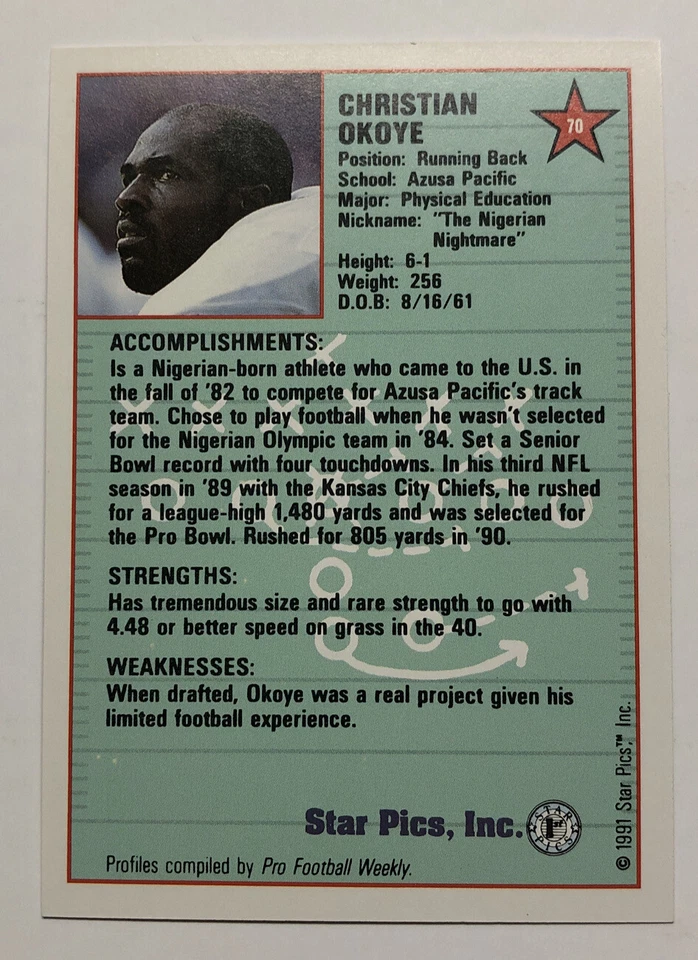 CHRISTIAN
OKOYE
70
Position: Running Back
School: Azusa Pacific
Major: Physical Education
Nickname: "The Nigerian
Nightmare"
Height: 6-1
Weight: 256
D.O.B: 8/16/61
ACCOMPLISHMENTS:
Is a Nigerian-born athlete who came to the U.S. in
the fall of '82 to compete for Azusa Pacific's track
team. Chose to play football when he wasn't selected
for the Nigerian Olympic team in '84. Set a Senior
Bowl record with four touchdowns. In his third NFL
season in '89 with the Kansas City Chiefs, he rushed
for a league-high 1,480 yards and was selected for
the Pro Bowl. Rushed for 805 yards in '90.
STRENGTHS:
Has tremendous size and rare strength to go with
4.48 or better speed on grass in the 40.
WEAKNESSES:
When drafted, Okoye was a real project given his
limited football experience.
Star Pics, Inc.
STAR
1st
PICS
Profiles compiled by Pro Football Weekly.
© 1991 Star Pics,™ Inc.